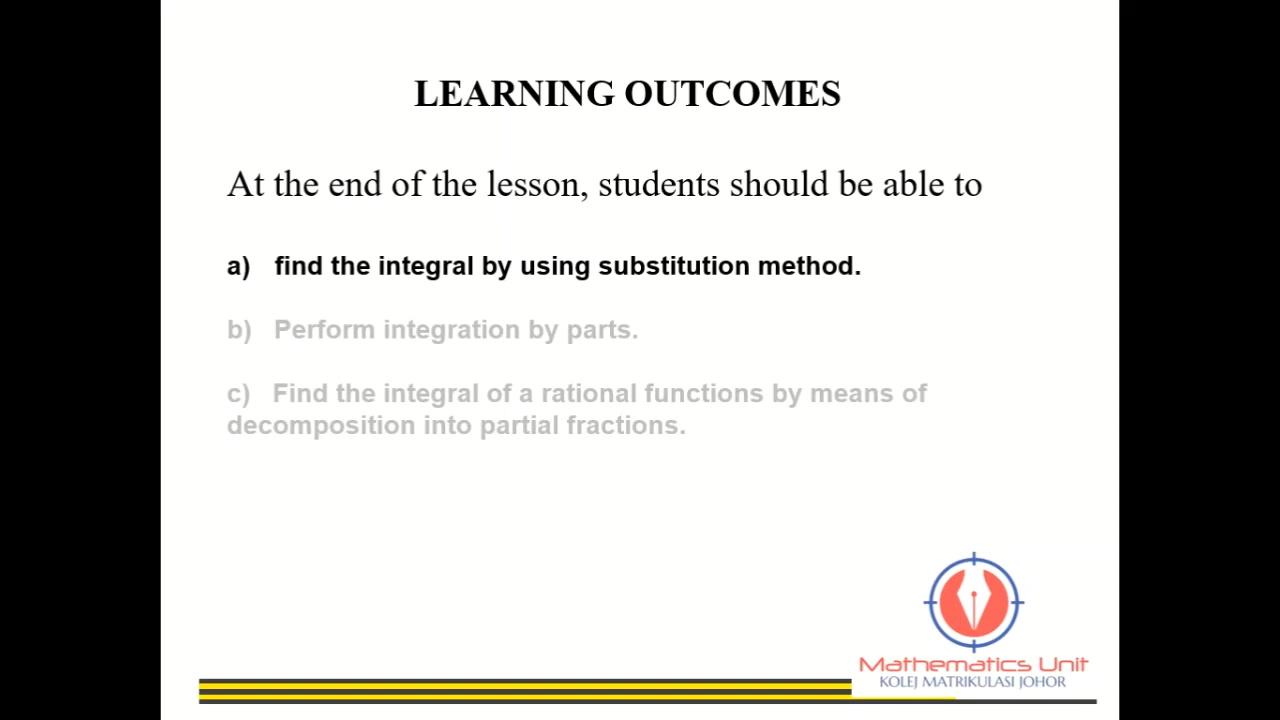 LEARNING OUTCOMES
At the end of the lesson, students should be able to
a) find the integral by using substitution method.
b) Perform integration by parts.
c) Find the integral of a rational functions by means of
decomposition into partial fractions.
Mathematics Unit
KOLEJ MATRIKULASI JOHOR